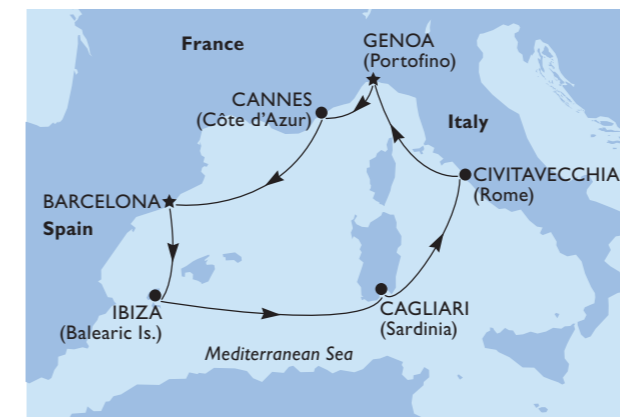 France
GENOA
(Portofino)
CANNES
(Côte d'Azur)
Italy
CIVITAVECCHIA
(Rome)
BARCELONA
Spain
IBIZA
(Balearic Is.)
CAGLIARI
(Sardinia)
Mediterranean Sea